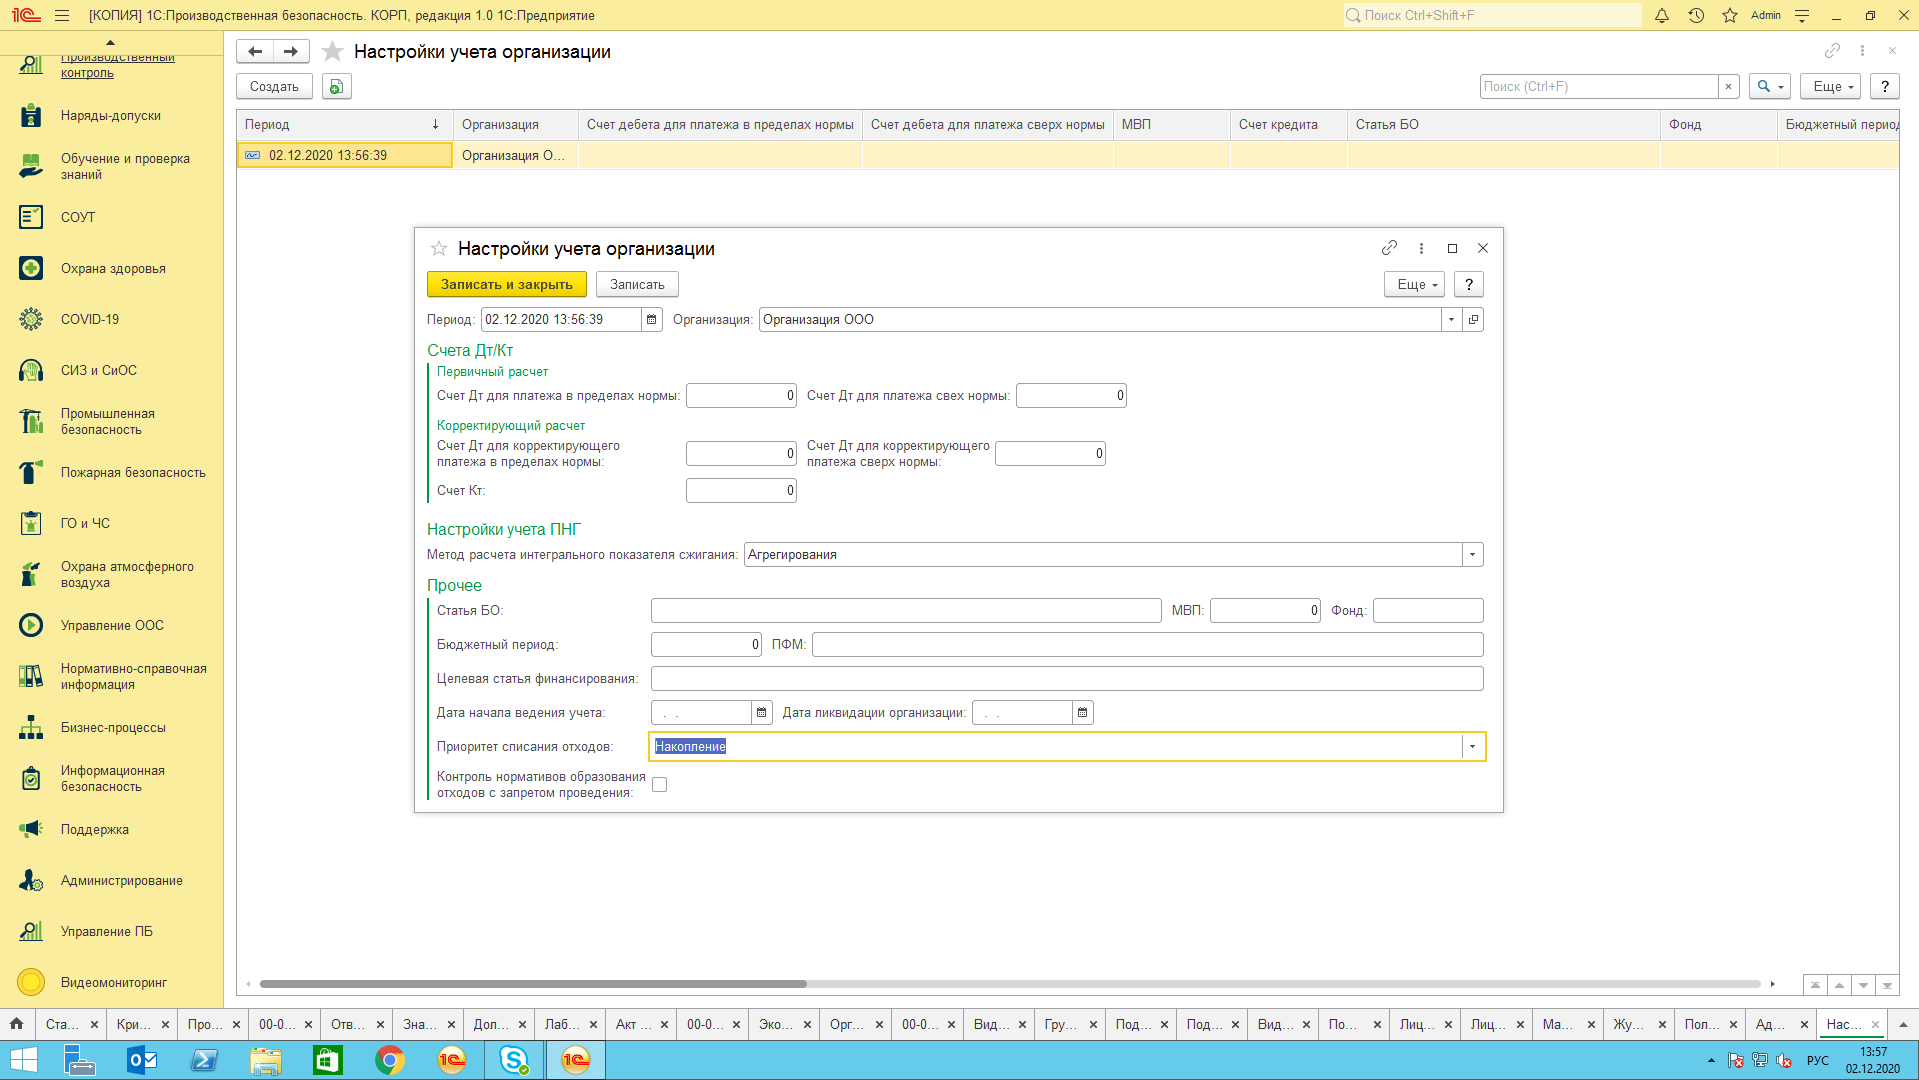 [КОПИЯ] 1С:Производственная безопасность. КОРП, редакция 1.0 1С:Предприятие
Поиск Ctrl+Shift+F
Admin
Производственный
контроль
Наряды-допуски
Обучение и проверка
знаний
СОУТ
Охрана здоровья
COVID-19
СИЗ и СиОС
Промышленная
безопасность
Пожарная безопасность
ГО и ЧС
Охрана атмосферного
воздуха
Управление ООС
Нормативно-справочная
информация
Бизнес-процессы
Информационная
безопасность
Поддержка
Администрирование
Управление ПБ
Видеомониторинг
Настройки учета организации
Создать
Поиск (Ctrl+F)
×
Еще
?
Период ↓ Организация Счет дебета для платежа в пределах нормы Счет дебета для платежа сверх нормы МВП Счет кредита Статья БО Фонд Бюджетный период
02.12.2020 13:56:39 Организация О...
Настройки учета организации
Записать и закрыть
Записать
Еще
?
Период: 02.12.2020 13:56:39 Организация: Организация ООО
Счета Дт/Кт
Первичный расчет
Счет Дт для платежа в пределах нормы: 0 Счет Дт для платежа свех нормы: 0
Корректирующий расчет
Счет Дт для корректирующего
платежа в пределах нормы: 0
Счет Дт для корректирующего
платежа сверх нормы: 0
Счет Кт: 0
Настройки учета ПНГ
Метод расчета интегрального показателя сжигания: Агрегирования
Прочее
Статья БО: МВП: 0 Фонд:
Бюджетный период: 0 ПФМ:
Целевая статья финансирования:
Дата начала ведения учета: . . Дата ликвидации организации: . .
Приоритет списания отходов: Накопление
Контроль нормативов образования
отходов с запретом проведения:
Ста... × Кри... × Про... × 00-0... × Отв... × Зна... × Дол... × Лаб... × Акт ... × 00-0... × Эко... × Орг... × 00-0... × Вид... × Гру... × Под... × Под... × Вид... × По... × Лиц... × Лиц... × Ма... × Жу... × Пол... × Ад... × Нас... ×
РУС
13:57
02.12.2020